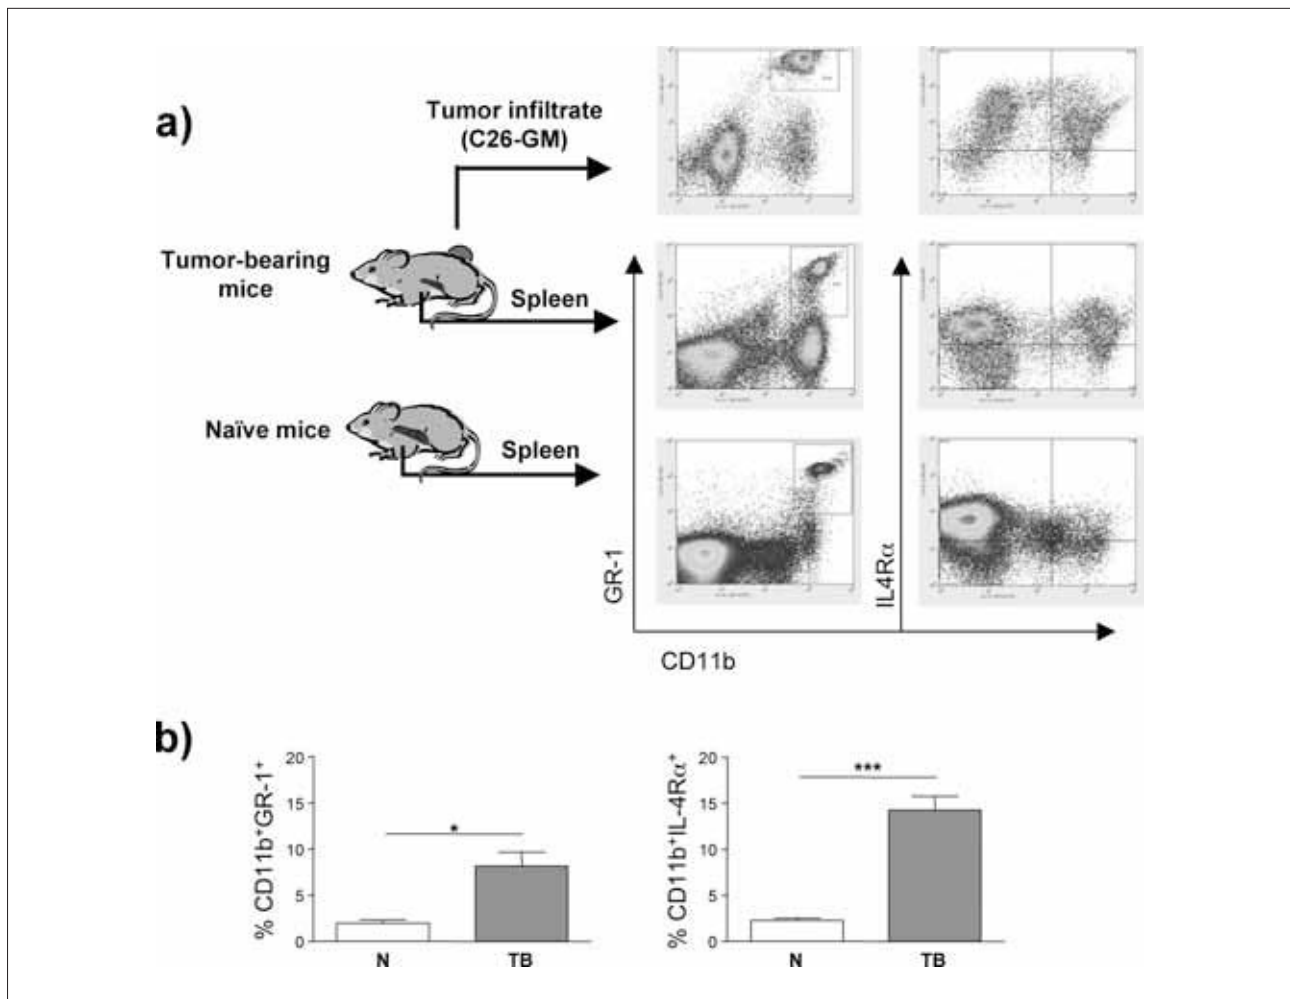 a)
Tumor infiltrate
(C26-GM)
Tumor-bearing
mice
Spleen
Naïve mice
Spleen
GR-1
IL4Rα
CD11b
b)
% CD11b⁺GR-1⁺
20
15
10
5
0
*
N
TB
% CD11b⁺IL-4Rα⁺
20
15
10
5
0
***
N
TB